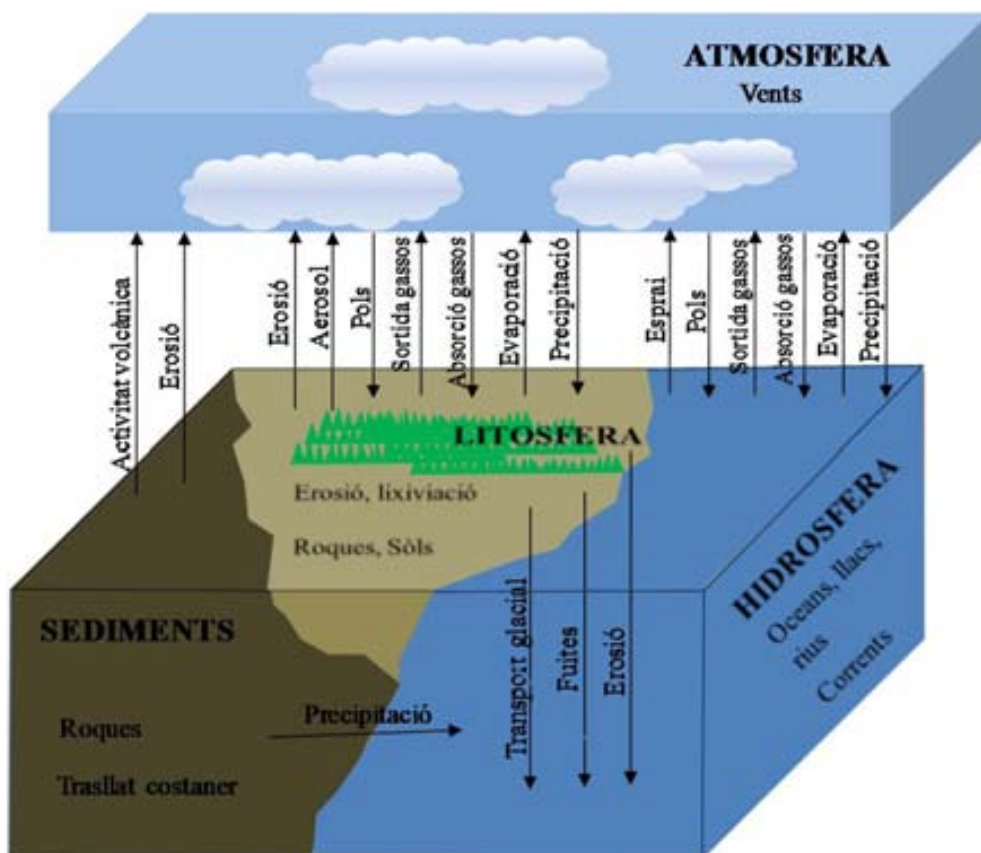 ATMOSFERA
Vents
Activitat volcànica
Erosió
Erosió
Aerosol
Pols
Sortida gassos
Absorció gassos
Evaporació
Precipitació
Esprai
Pols
Sortida gassos
Absorció gassos
Evaporació
Precipitació
LITOSFERA
Erosió, lixiviació
Roques, Sòls
HIDROSFERA
Oceans, llacs,
rius
Corrents
SEDIMENTS
Roques
Trasllat costaner
Precipitació
Transport glacial
Fuites
Erosió